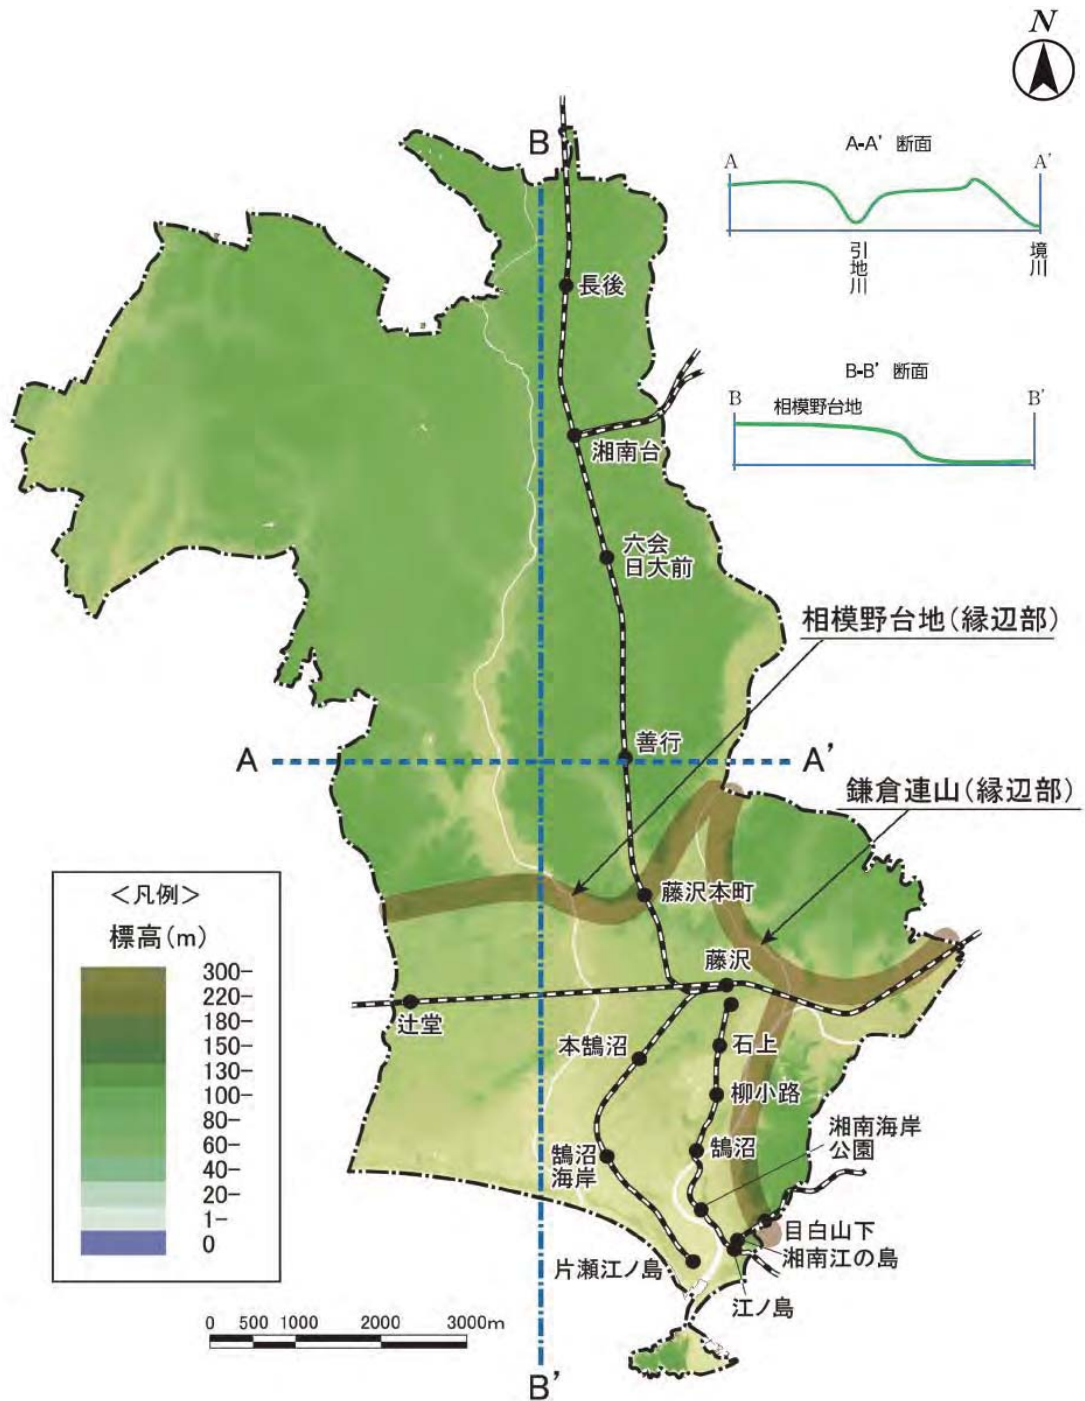 N
A-A’ 断面
A
A’
引地川
境川
B-B’ 断面
B
B’
相模野台地
B
長後
湘南台
六会
日大前
相模野台地（縁辺部）
善行
A
A’
鎌倉連山（縁辺部）
藤沢本町
藤沢
辻堂
本鵠沼
石上
柳小路
鵠沼
湘南海岸
公園
鵠沼
海岸
目白山下
湘南江の島
片瀬江ノ島
江ノ島
B’
＜凡例＞
標高（m）
300-
220-
180-
150-
130-
100-
80-
60-
40-
20-
1-
0
0 500 1000 2000 3000m